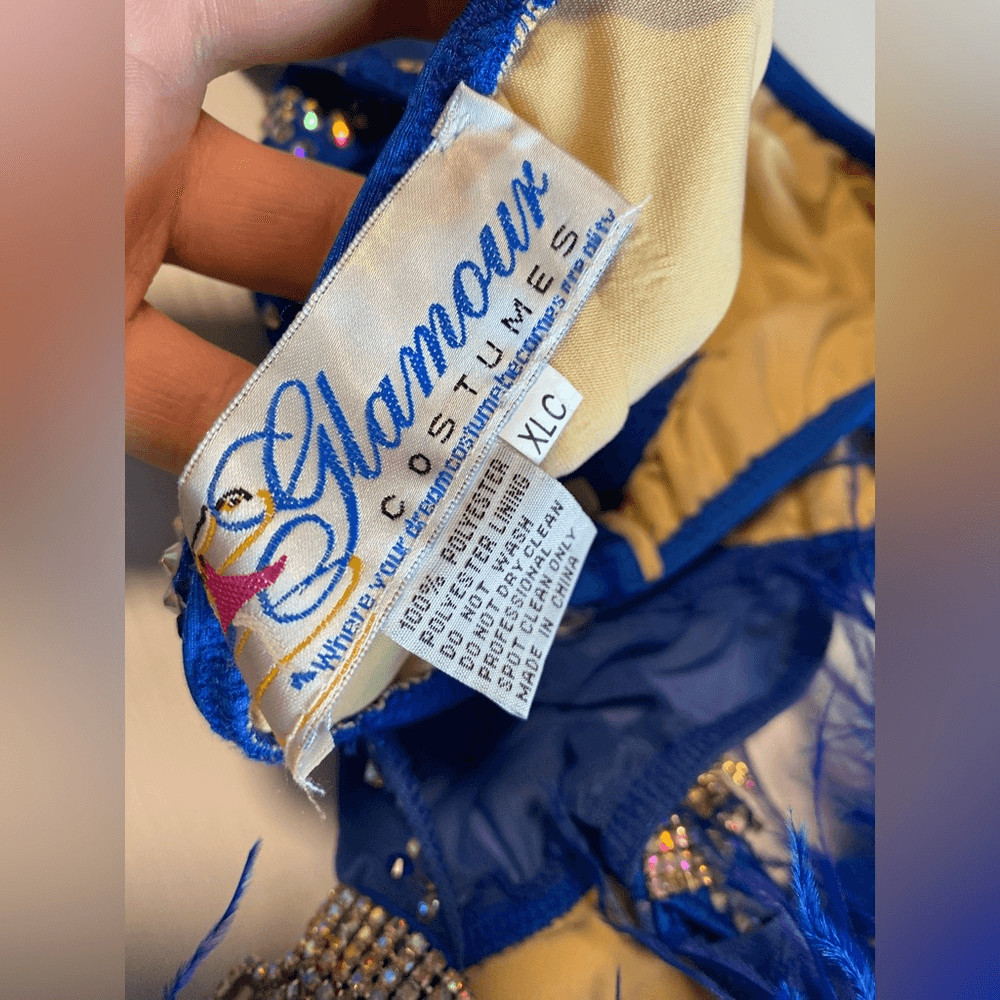 Glamour
COSTUMES
"Where your dream costume becomes
XLC
100% POLYESTER
POLYESTER LINING
DO NOT WASH
DO NOT DRY CLEAN
PROFESSIONAL CLEAN
SPOT CLEAN ONLY
MADE IN CHINA